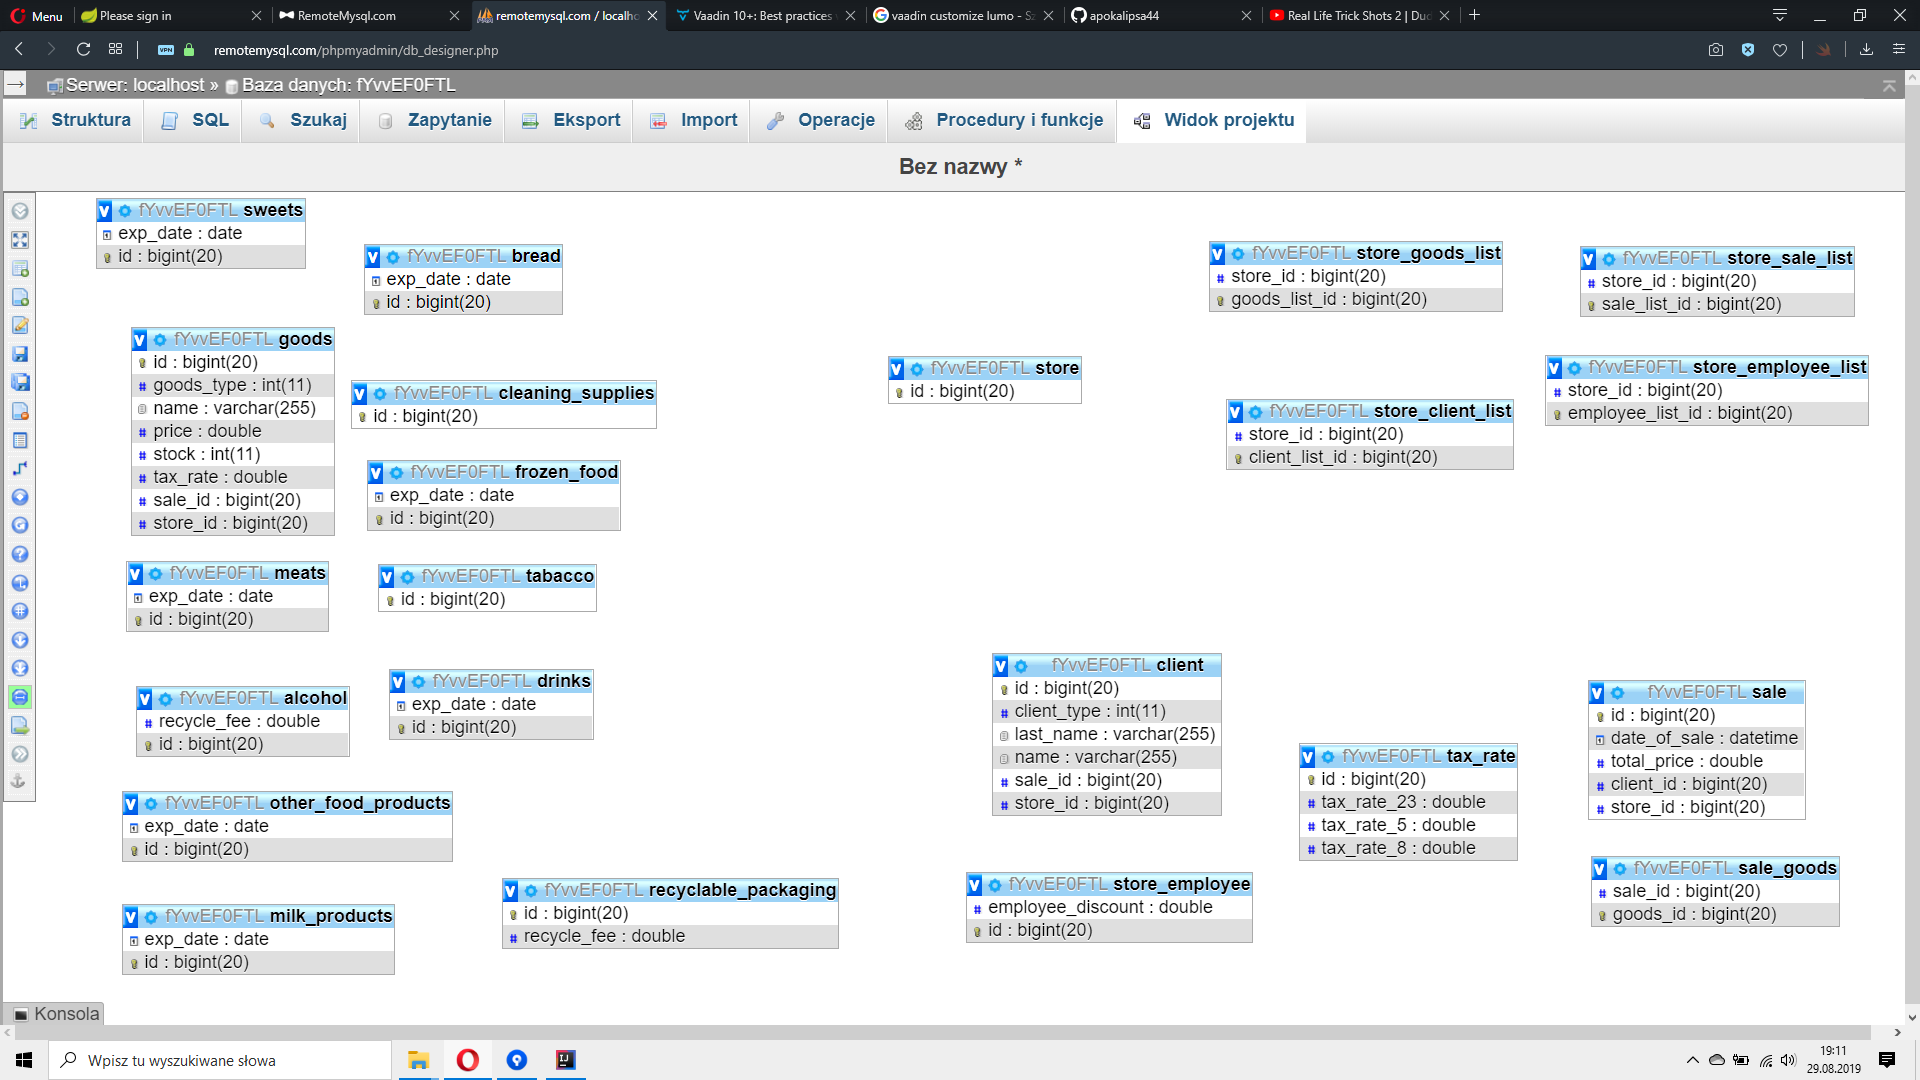 Menu
Please sign in
RemoteMysql.com
remotemysql.com / localh
Vaadin 10+: Best practices
vaadin customize lumo - Sz
apokalipsa44
Real Life Trick Shots 2 | Dud
VPN
remotemysql.com/phpmyadmin/db_designer.php
Serwer: localhost » Baza danych: fYvvEF0FTL
Struktura
SQL
Szukaj
Zapytanie
Eksport
Import
Operacje
Procedury i funkcje
Widok projektu
Bez nazwy *
fYvvEF0FTL sweets
exp_date : date
id : bigint(20)
fYvvEF0FTL bread
exp_date : date
id : bigint(20)
fYvvEF0FTL store_goods_list
store_id : bigint(20)
goods_list_id : bigint(20)
fYvvEF0FTL store_sale_list
store_id : bigint(20)
sale_list_id : bigint(20)
fYvvEF0FTL goods
id : bigint(20)
goods_type : int(11)
name : varchar(255)
price : double
stock : int(11)
tax_rate : double
sale_id : bigint(20)
store_id : bigint(20)
fYvvEF0FTL cleaning_supplies
id : bigint(20)
fYvvEF0FTL store
id : bigint(20)
fYvvEF0FTL store_client_list
store_id : bigint(20)
client_list_id : bigint(20)
fYvvEF0FTL store_employee_list
store_id : bigint(20)
employee_list_id : bigint(20)
fYvvEF0FTL frozen_food
exp_date : date
id : bigint(20)
fYvvEF0FTL meats
exp_date : date
id : bigint(20)
fYvvEF0FTL tabacco
id : bigint(20)
fYvvEF0FTL alcohol
recycle_fee : double
id : bigint(20)
fYvvEF0FTL drinks
exp_date : date
id : bigint(20)
fYvvEF0FTL client
id : bigint(20)
client_type : int(11)
last_name : varchar(255)
name : varchar(255)
sale_id : bigint(20)
store_id : bigint(20)
fYvvEF0FTL tax_rate
id : bigint(20)
tax_rate_23 : double
tax_rate_5 : double
tax_rate_8 : double
fYvvEF0FTL sale
id : bigint(20)
date_of_sale : datetime
total_price : double
client_id : bigint(20)
store_id : bigint(20)
fYvvEF0FTL other_food_products
exp_date : date
id : bigint(20)
fYvvEF0FTL recyclable_packaging
id : bigint(20)
recycle_fee : double
fYvvEF0FTL store_employee
employee_discount : double
id : bigint(20)
fYvvEF0FTL sale_goods
sale_id : bigint(20)
goods_id : bigint(20)
fYvvEF0FTL milk_products
exp_date : date
id : bigint(20)
Konsola
Wpisz tu wyszukiwane słowa
19:11
29.08.2019